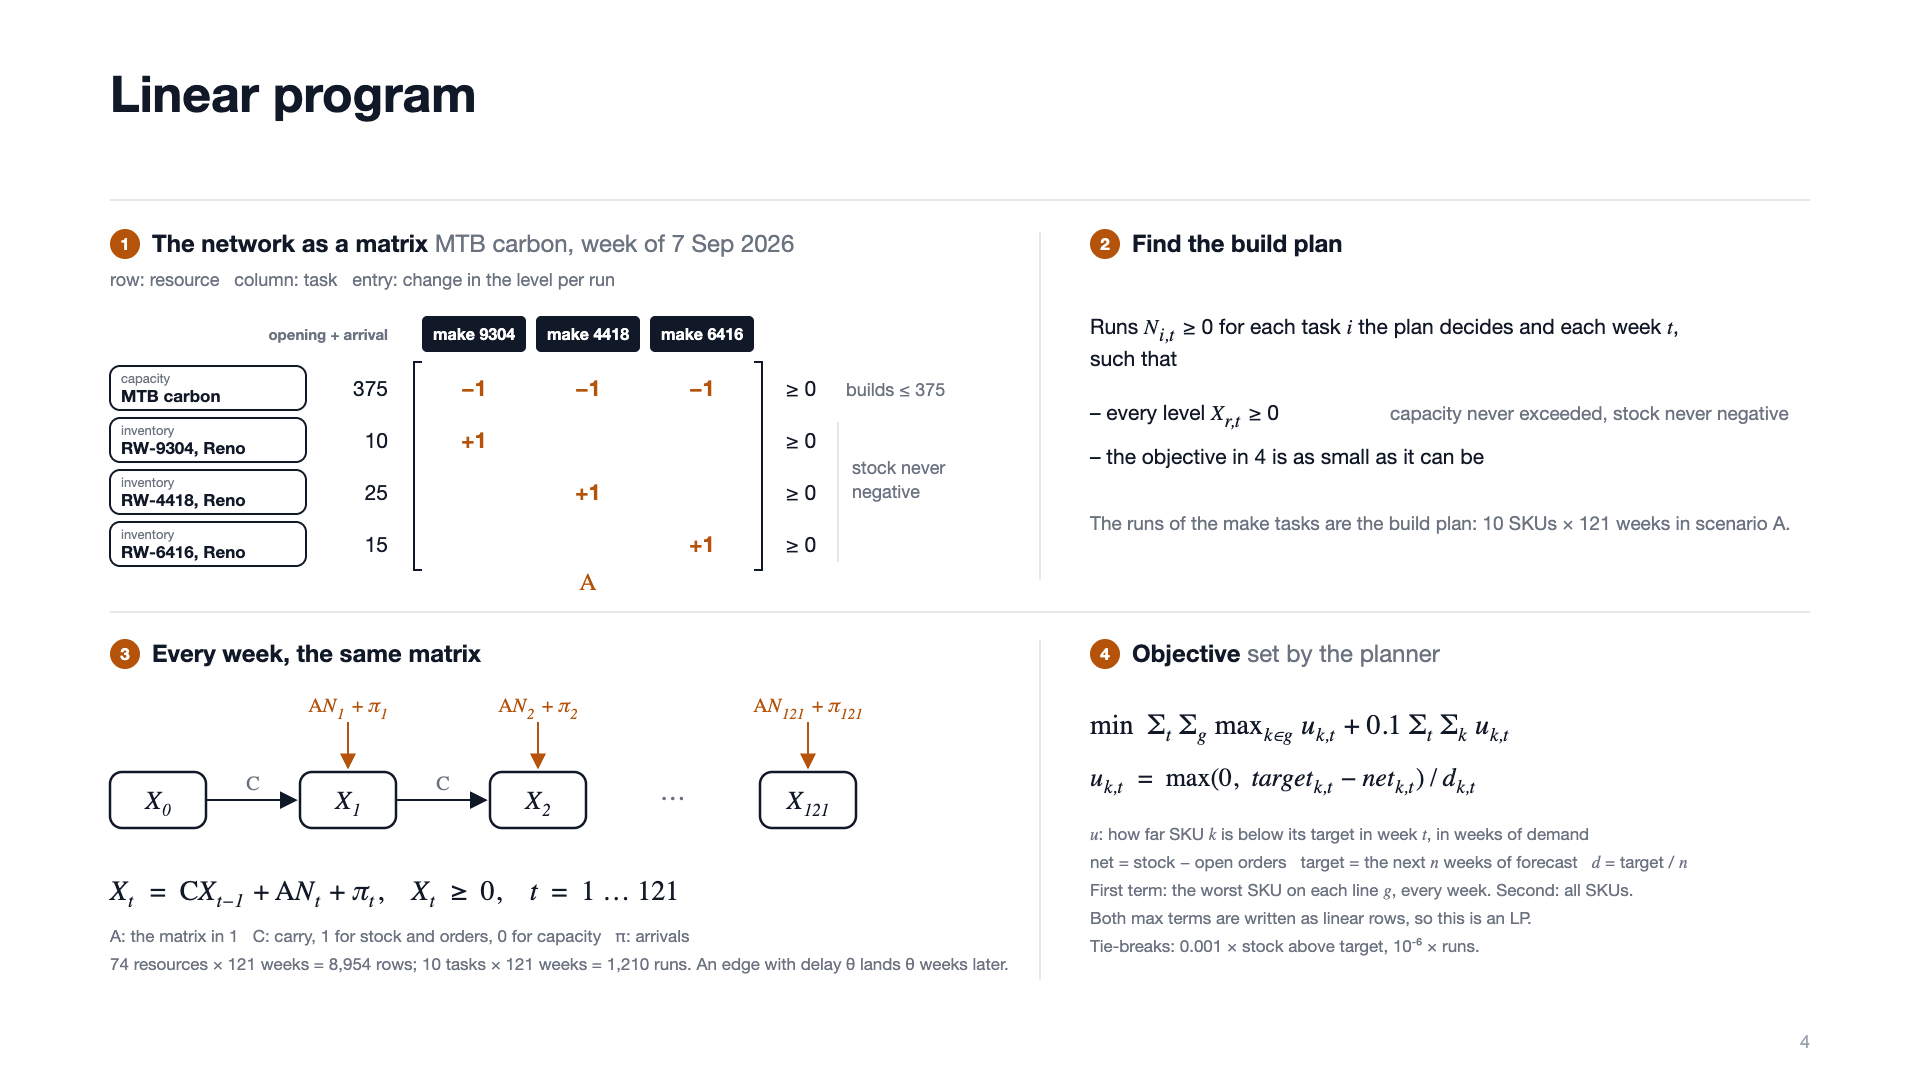 Linear program
1 The network as a matrix MTB carbon, week of 7 Sep 2026
row: resource column: task entry: change in the level per run
opening + arrival make 9304 make 4418 make 6416
capacity
MTB carbon 375 −1 −1 −1 ≥ 0 builds ≤ 375
inventory
RW-9304, Reno 10 +1 ≥ 0
inventory
RW-4418, Reno 25 +1 ≥ 0
inventory
RW-6416, Reno 15 +1 ≥ 0
stock never
negative
A
2 Find the build plan
Runs N_{i,t} ≥ 0 for each task i the plan decides and each week t,
such that
– every level X_{r,t} ≥ 0 capacity never exceeded, stock never negative
– the objective in 4 is as small as it can be
The runs of the make tasks are the build plan: 10 SKUs × 121 weeks in scenario A.
3 Every week, the same matrix
AN_1 + π_1 AN_2 + π_2 AN_{121} + π_{121}
X_0 C X_1 C X_2 … X_{121}
X_t = CX_{t−1} + AN_t + π_t, X_t ≥ 0, t = 1 … 121
A: the matrix in 1 C: carry, 1 for stock and orders, 0 for capacity π: arrivals
74 resources × 121 weeks = 8,954 rows; 10 tasks × 121 weeks = 1,210 runs. An edge with delay θ lands θ weeks later.
4 Objective set by the planner
min Σ_t Σ_g max_{k∈g} u_{k,t} + 0.1 Σ_t Σ_k u_{k,t}
u_{k,t} = max(0, target_{k,t} − net_{k,t}) / d_{k,t}
u: how far SKU k is below its target in week t, in weeks of demand
net = stock − open orders target = the next n weeks of forecast d = target / n
First term: the worst SKU on each line g, every week. Second: all SKUs.
Both max terms are written as linear rows, so this is an LP.
Tie-breaks: 0.001 × stock above target, 10⁻⁶ × runs.
4